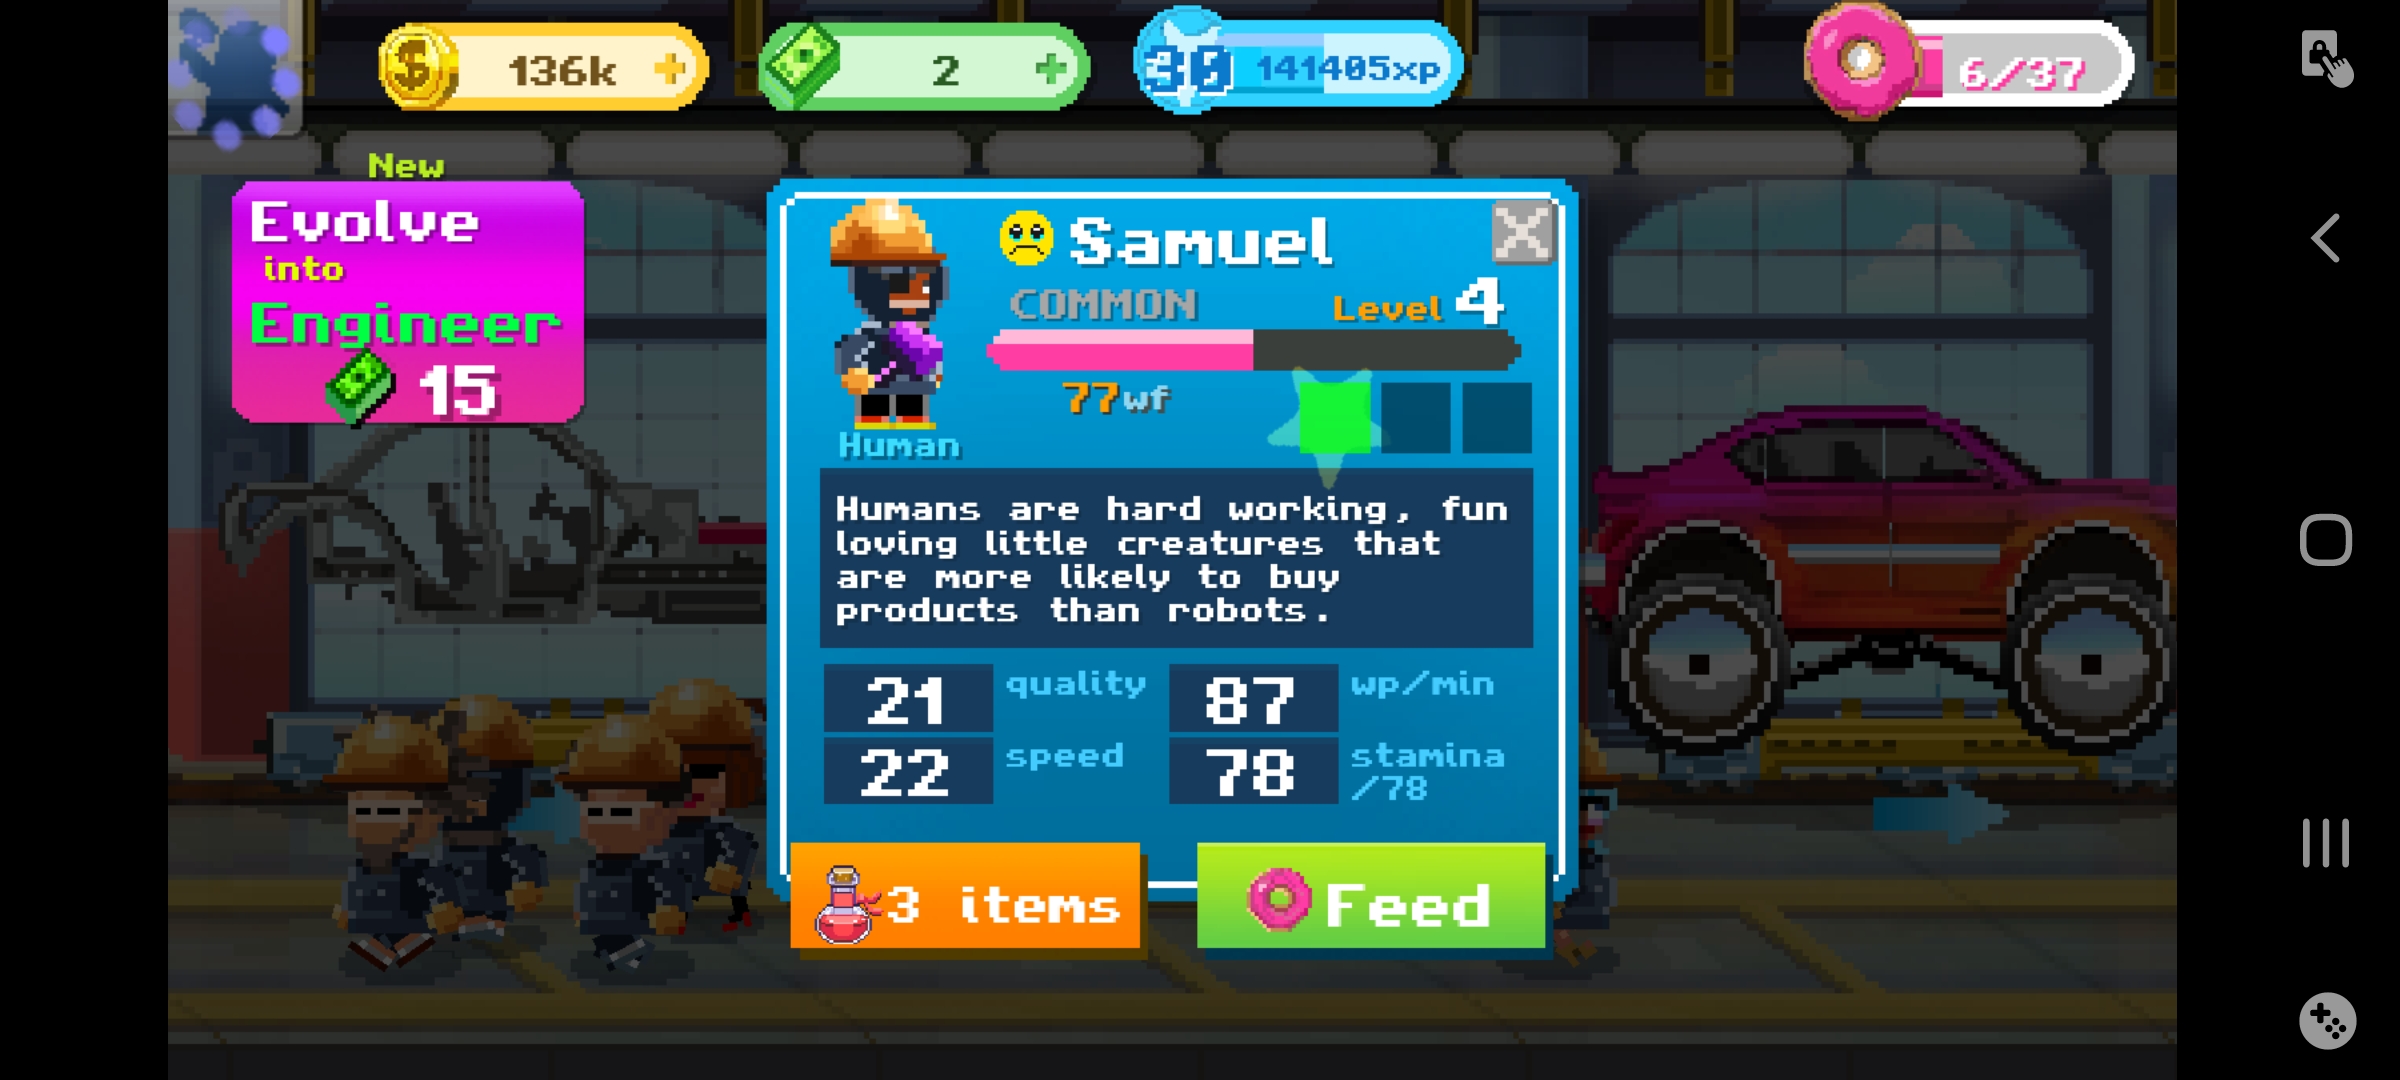 136k +
2 +
30 141405xp
6/37
New
Evolve
into
Engineer
15
Samuel
COMMON Level 4
77wf
Human
Humans are hard working, fun
loving little creatures that
are more likely to buy
products than robots.
21 quality 87 wp/min
22 speed 78 stamina
/78
3 items Feed